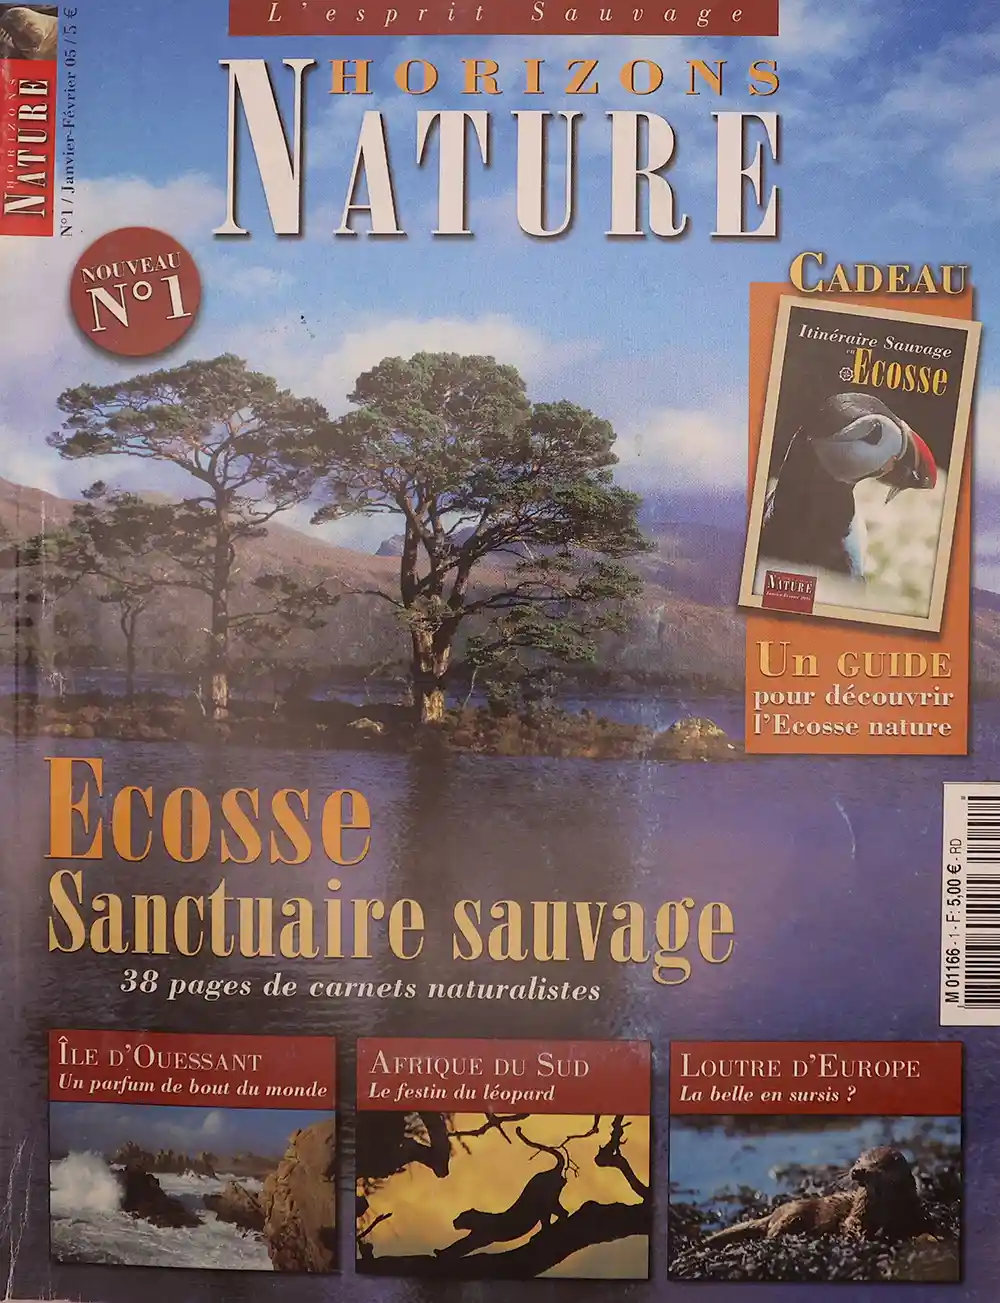 L'esprit Sauvage
HORIZONS
NATURE
HORIZONS
NATURE
N°1 / Janvier-Février 05 / 5 €
NOUVEAU
N° 1
CADEAU
Itinéraire Sauvage
en
Ecosse
NATURE
Un GUIDE
pour découvrir
l'Ecosse nature
Ecosse
Sanctuaire sauvage
38 pages de carnets naturalistes
M 01166 - 1 - F: 5,00 € - RD
ÎLE D'OUESSANT
Un parfum de bout du monde
AFRIQUE DU SUD
Le festin du léopard
LOUTRE D'EUROPE
La belle en sursis ?